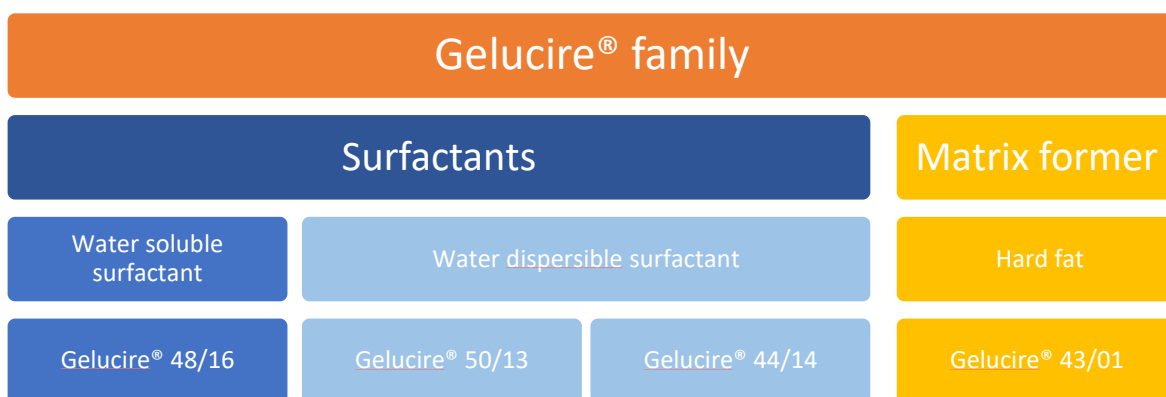 Gelucire® family
Surfactants
Matrix former
Water soluble
surfactant
Water dispersible surfactant
Hard fat
Gelucire® 48/16
Gelucire® 50/13
Gelucire® 44/14
Gelucire® 43/01